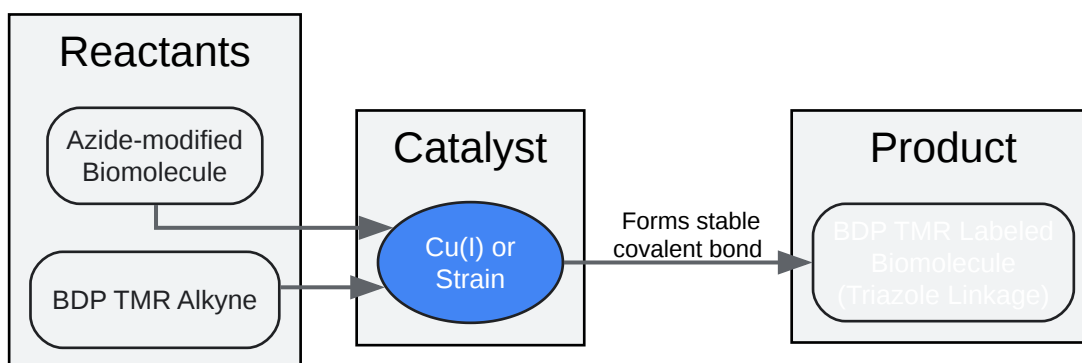 Reactants
Azide-modified
Biomolecule
BDP TMR Alkyne
Catalyst
Cu(I) or
Strain
Forms stable
covalent bond
Product
BDP TMR Labeled
Biomolecule
(Triazole Linkage)